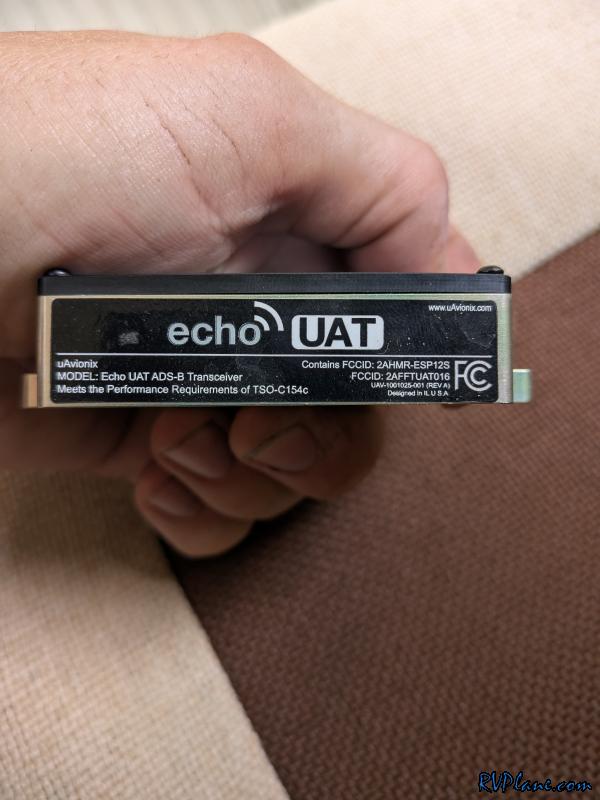 www.uAvionix.com
echo UAT
uAvionix
MODEL: Echo UAT ADS-B Transceiver
Meets the Performance Requirements of TSO-C154c
Contains FCCID: 2AHMR-ESP12S
FCCID: 2AFFTUAT016
UAV-1001025-001 (REV A)
Designed in IL U.S.A
FC
RVPlane.com